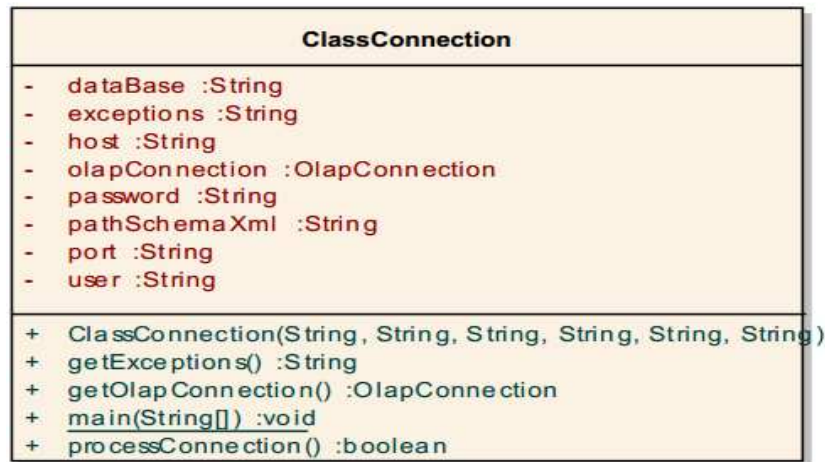 ClassConnection
- dataBase :String
- exceptions :String
- host :String
- olapConnection :OlapConnection
- password :String
- pathSchemaXml :String
- port :String
- user :String
+ ClassConnection(String, String, String, String, String, String)
+ getExceptions() :String
+ getOlapConnection() :OlapConnection
+ main(String[]) :void
+ processConnection() :boolean